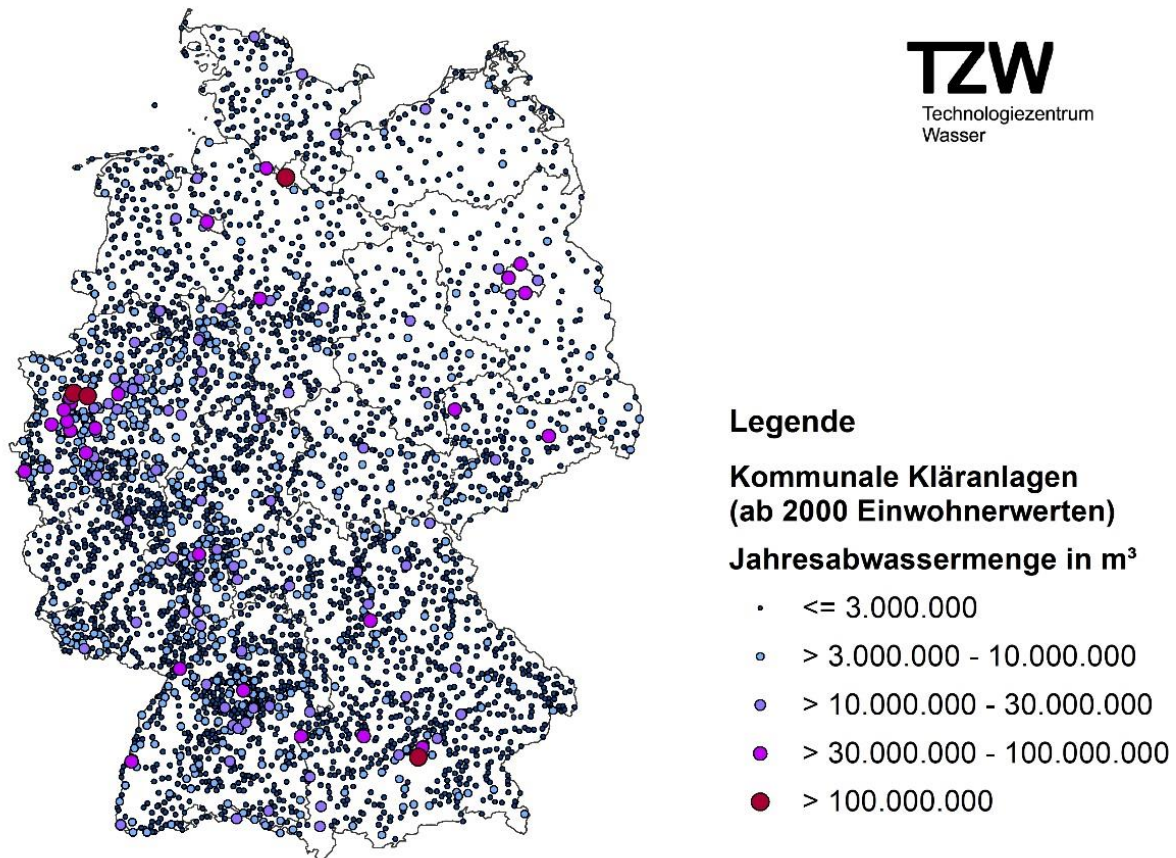 TZW
Technologiezentrum
Wasser
Legende
Kommunale Kläranlagen
(ab 2000 Einwohnerwerten)
Jahresabwassermenge in m³
<= 3.000.000
> 3.000.000 - 10.000.000
> 10.000.000 - 30.000.000
> 30.000.000 - 100.000.000
> 100.000.000